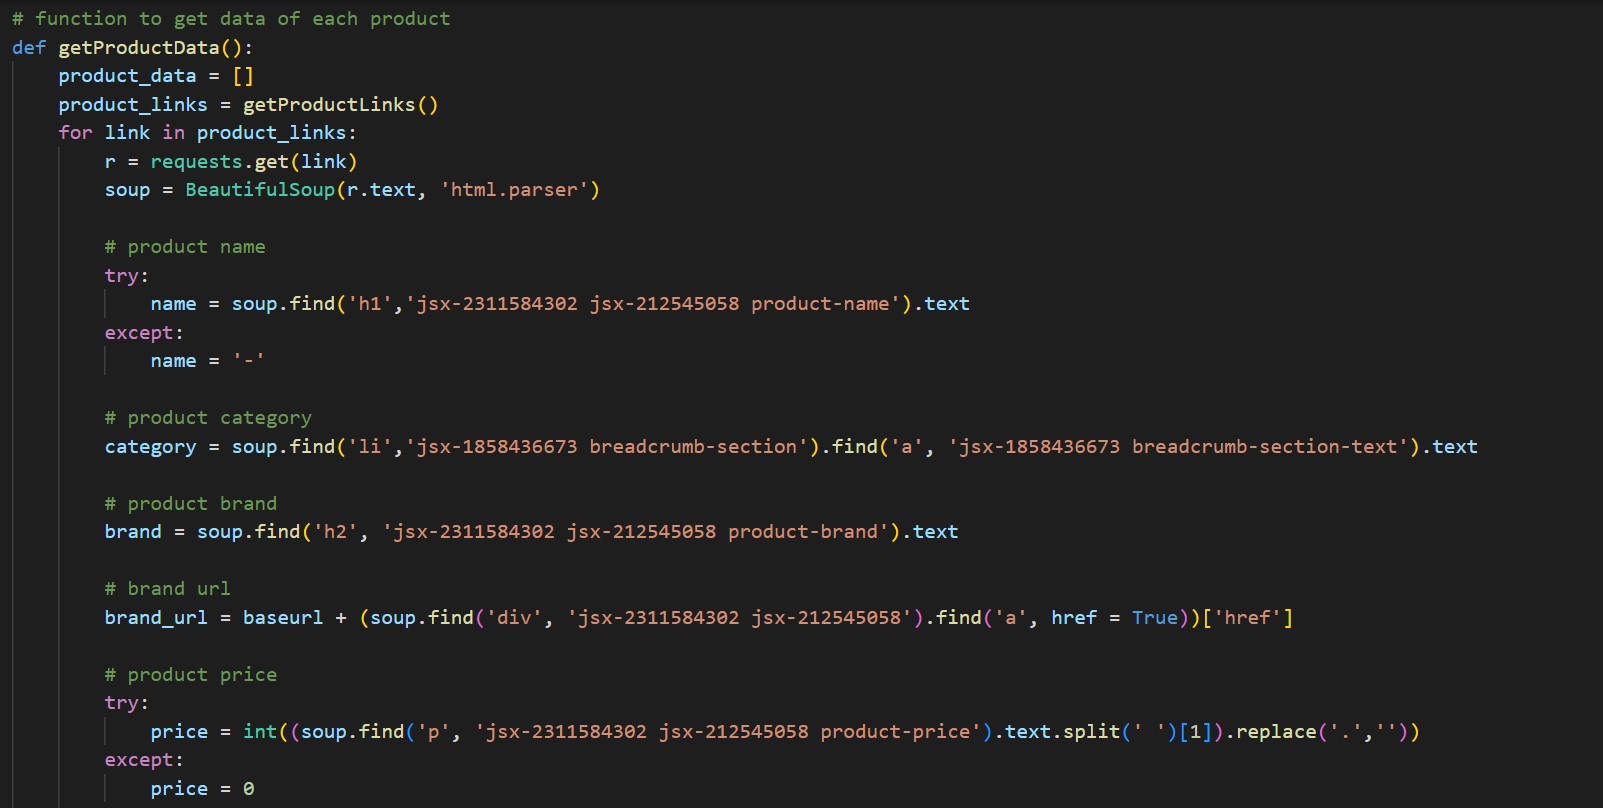 # function to get data of each product
def getProductData():
    product_data = []
    product_links = getProductLinks()
    for link in product_links:
        r = requests.get(link)
        soup = BeautifulSoup(r.text, 'html.parser')

        # product name
        try:
            name = soup.find('h1','jsx-2311584302 jsx-212545058 product-name').text
        except:
            name = '-'

        # product category
        category = soup.find('li','jsx-1858436673 breadcrumb-section').find('a', 'jsx-1858436673 breadcrumb-section-text').text

        # product brand
        brand = soup.find('h2', 'jsx-2311584302 jsx-212545058 product-brand').text

        # brand url
        brand_url = baseurl + (soup.find('div', 'jsx-2311584302 jsx-212545058').find('a', href = True))['href']

        # product price
        try:
            price = int((soup.find('p', 'jsx-2311584302 jsx-212545058 product-price').text.split(' ')[1]).replace('.',''))
        except:
            price = 0